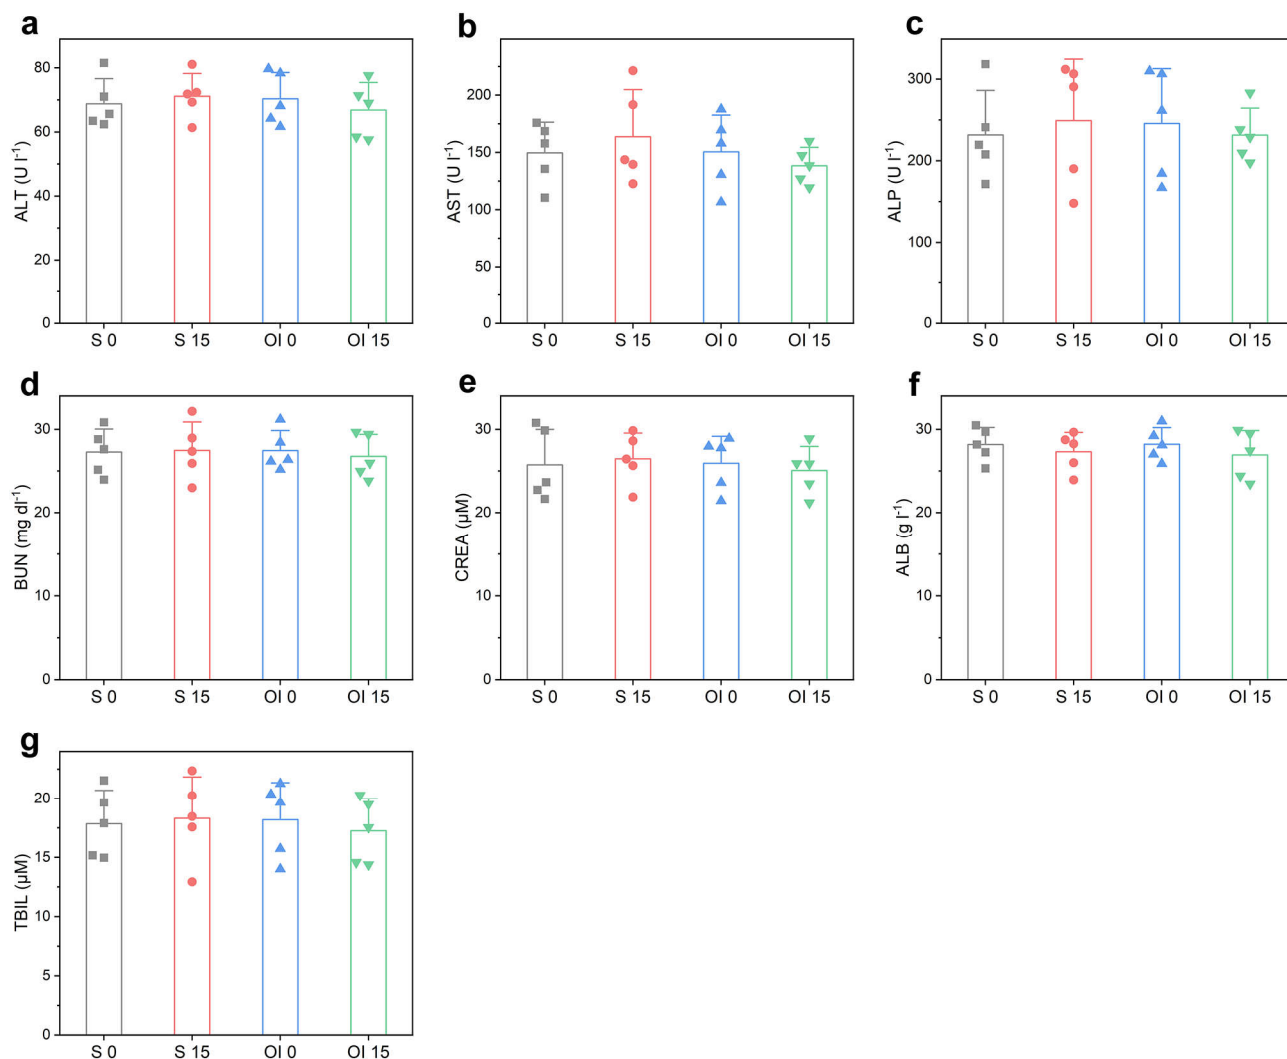 a
ALT (U l⁻¹)
80
60
40
20
0
S 0 S 15 OI 0 OI 15
b
AST (U l⁻¹)
200
150
100
50
0
S 0 S 15 OI 0 OI 15
c
ALP (U l⁻¹)
300
200
100
0
S 0 S 15 OI 0 OI 15
d
BUN (mg dl⁻¹)
30
20
10
0
S 0 S 15 OI 0 OI 15
e
CREA (μM)
30
20
10
0
S 0 S 15 OI 0 OI 15
f
ALB (g l⁻¹)
30
20
10
0
S 0 S 15 OI 0 OI 15
g
TBIL (μM)
20
15
10
5
0
S 0 S 15 OI 0 OI 15